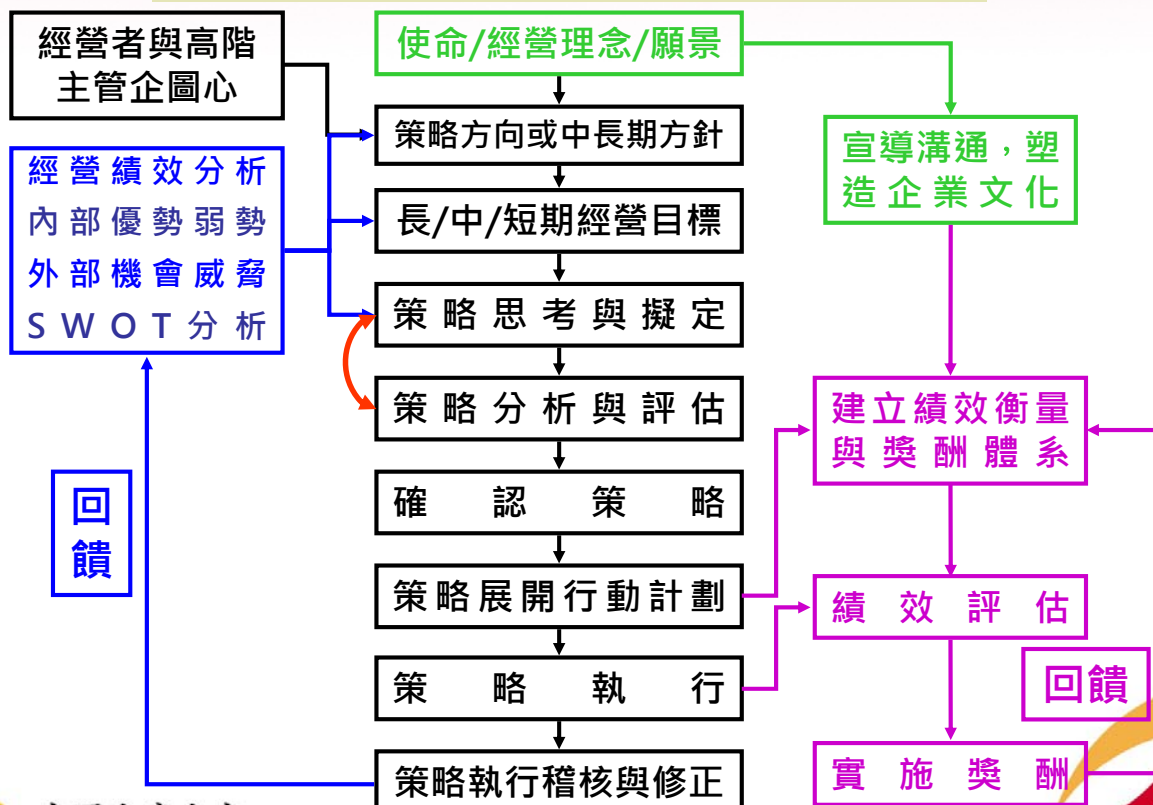 經營者與高階
主管企圖心
使命/經營理念/願景
策略方向或中長期方針
宣導溝通，塑
造企業文化
經營績效分析
內部優勢弱勢
外部機會威脅
SWOT分析
長/中/短期經營目標
策略思考與擬定
策略分析與評估
建立績效衡量
與獎酬體系
確認策略
回
饋
策略展開行動計劃
績效評估
策略執行
回饋
策略執行稽核與修正
實施獎酬